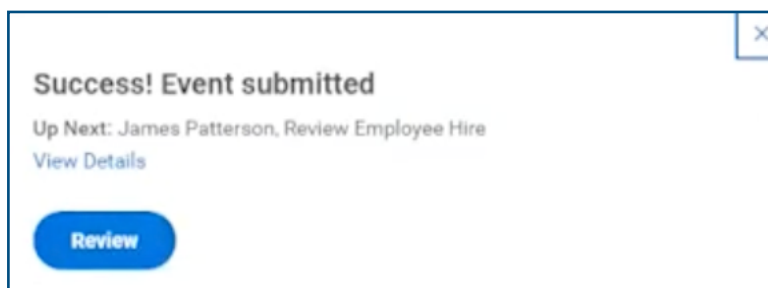 Success! Event submitted
Up Next: James Patterson, Review Employee Hire
View Details
Review